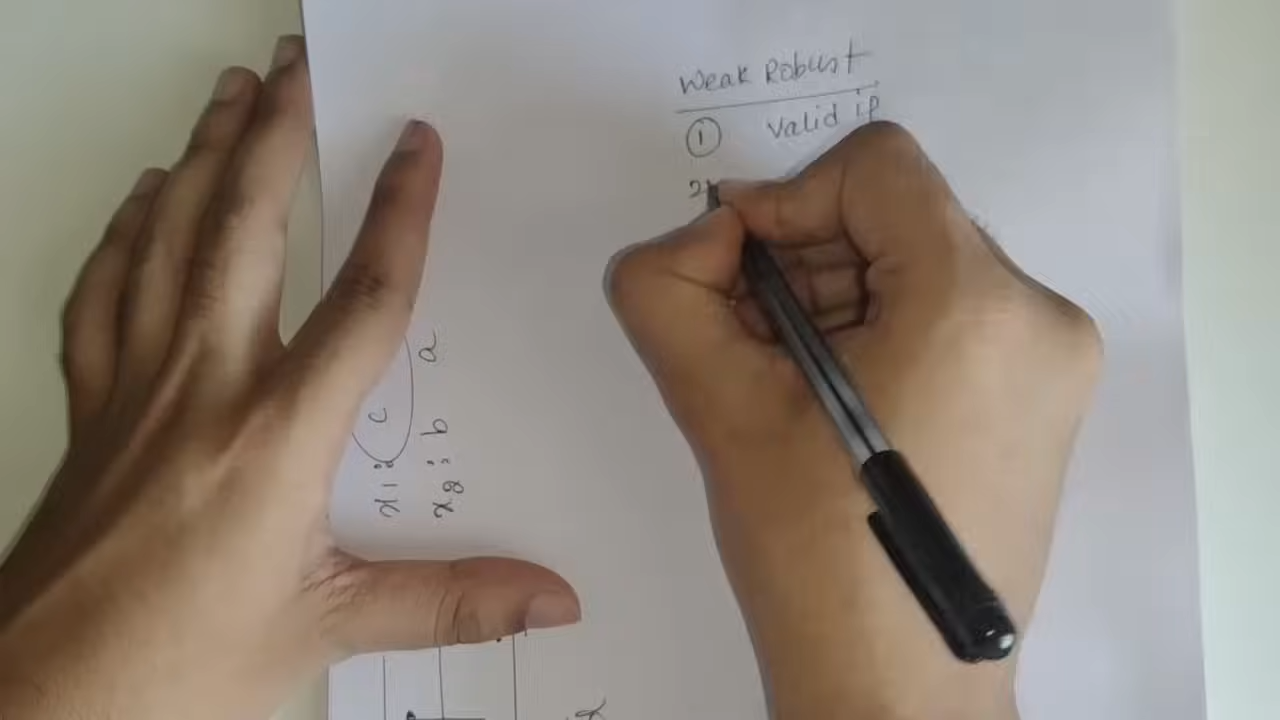 Weak Robust
① Valid ip
x1: c
x2: b a